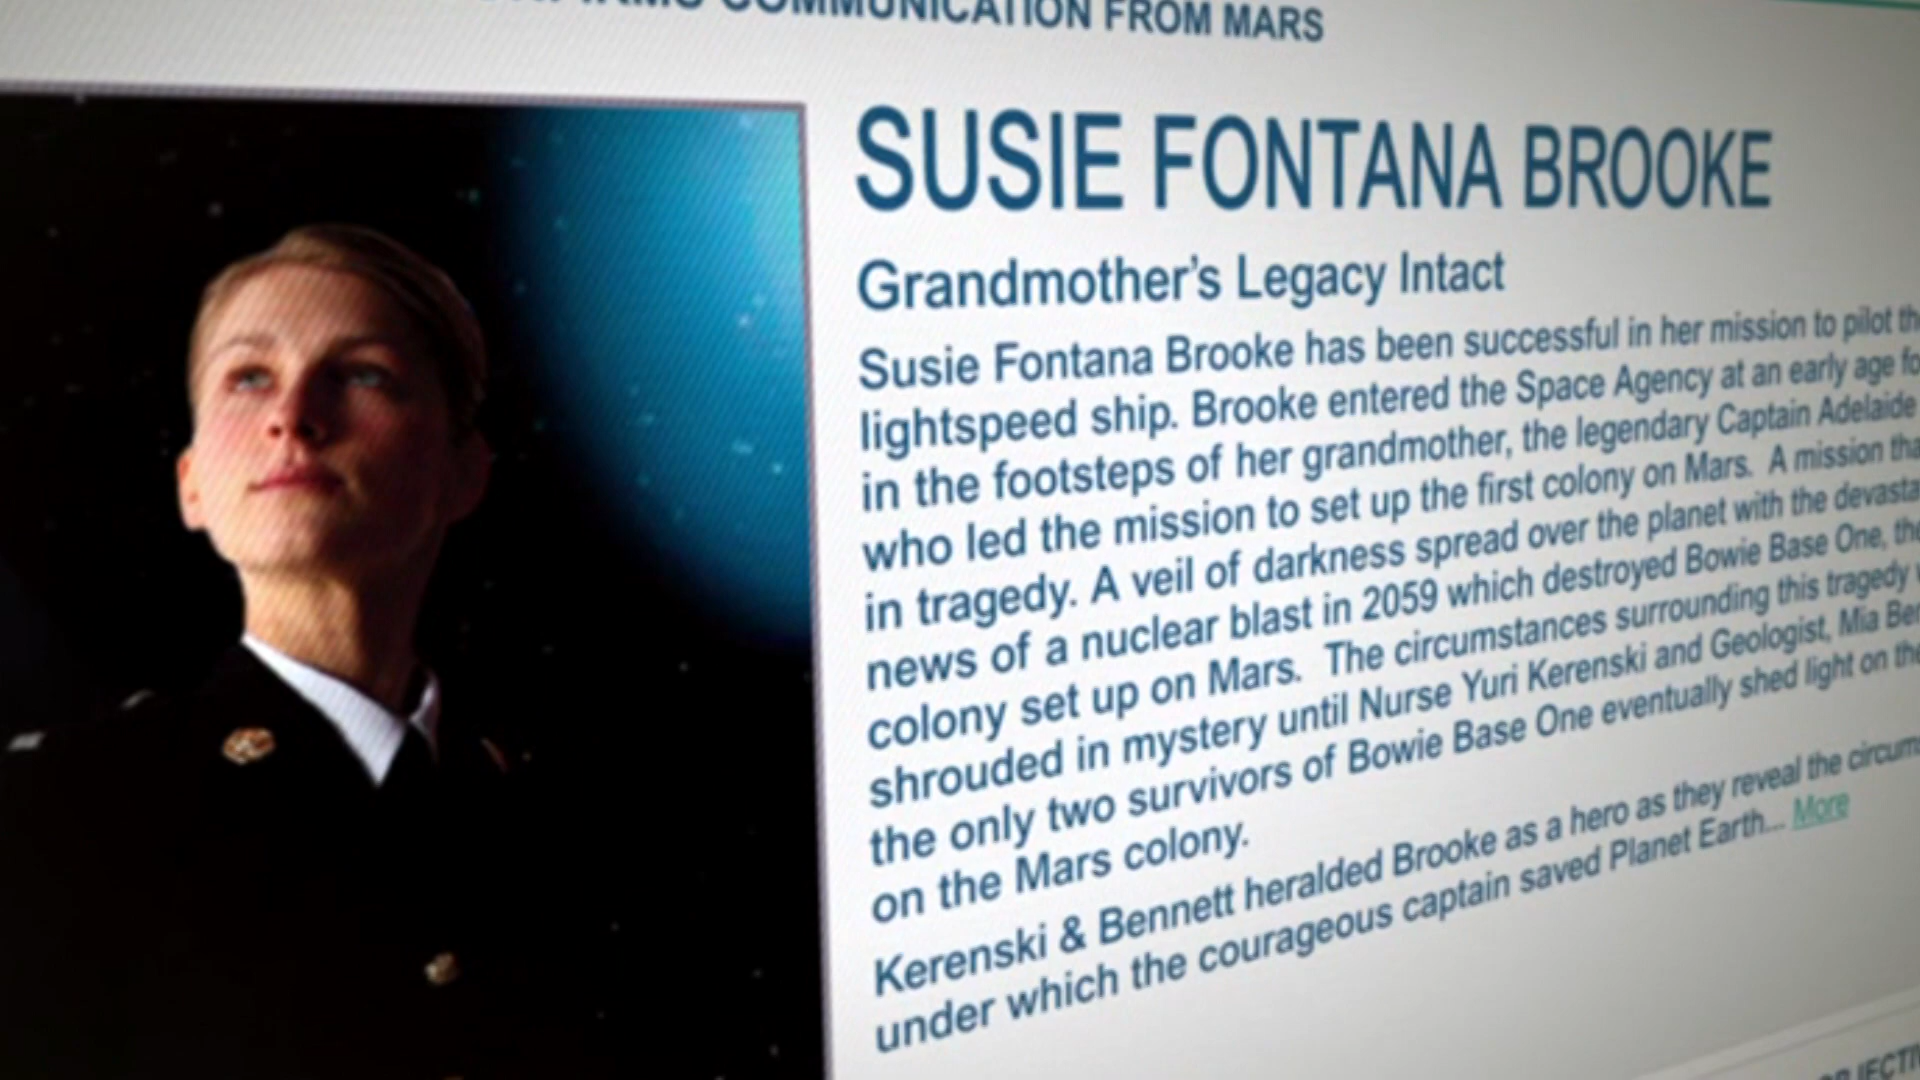 COMMUNICATION FROM MARS
SUSIE FONTANA BROOKE
Grandmother's Legacy Intact
Susie Fontana Brooke has been successful in her mission to pilot
lightspeed ship. Brooke entered the Space Agency at an early age
in the footsteps of her grandmother, the legendary Captain Adelaide
who led the mission to set up the first colony on Mars. A mission
in tragedy. A veil of darkness spread over the planet with the
news of a nuclear blast in 2059 which destroyed Bowie Base One,
colony set up on Mars. The circumstances surrounding this tragedy
shrouded in mystery until Nurse Yuri Kerenski and Geologist, Mia
the only two survivors of Bowie Base One eventually shed light on
on the Mars colony.
Kerenski & Bennett heralded Brooke as a hero as they reveal the
under which the courageous captain saved Planet Earth... More